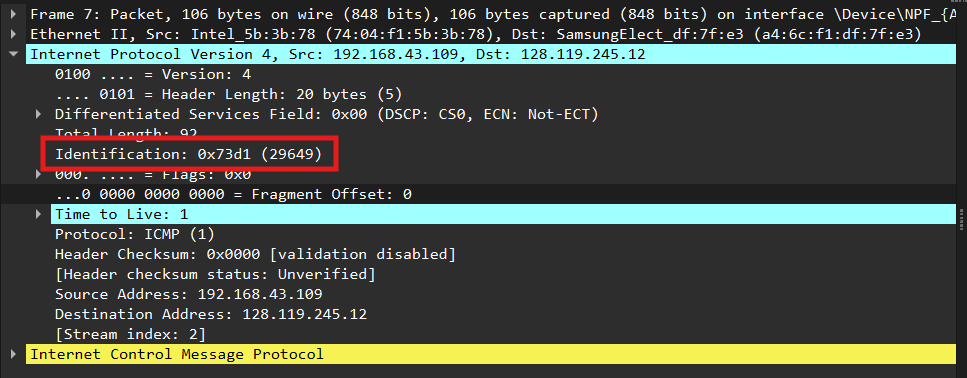 Frame 7: Packet, 106 bytes on wire (848 bits), 106 bytes captured (848 bits) on interface \Device\NPF_{A
Ethernet II, Src: Intel_5b:3b:78 (74:04:f1:5b:3b:78), Dst: SamsungElect_df:7f:e3 (a4:6c:f1:df:7f:e3)
Internet Protocol Version 4, Src: 192.168.43.109, Dst: 128.119.245.12
0100 .... = Version: 4
.... 0101 = Header Length: 20 bytes (5)
Differentiated Services Field: 0x00 (DSCP: CS0, ECN: Not-ECT)
Total Length: 92
Identification: 0x73d1 (29649)
000. .... = Flags: 0x0
...0 0000 0000 0000 = Fragment Offset: 0
Time to Live: 1
Protocol: ICMP (1)
Header Checksum: 0x0000 [validation disabled]
[Header checksum status: Unverified]
Source Address: 192.168.43.109
Destination Address: 128.119.245.12
[Stream index: 2]
Internet Control Message Protocol